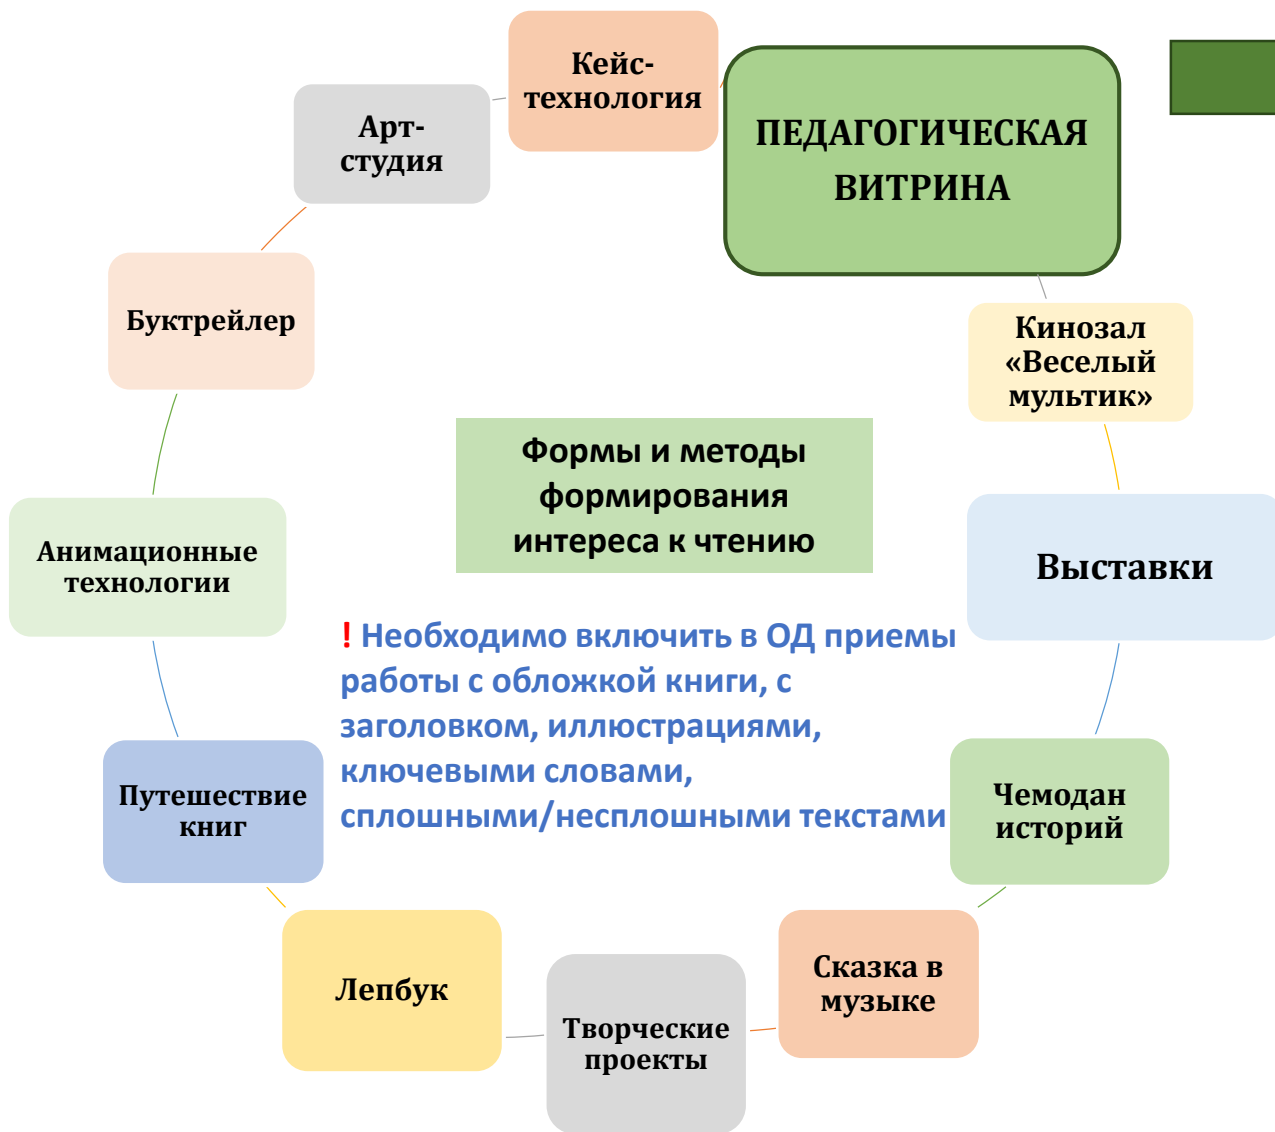 Кейс-
технология
ПЕДАГОГИЧЕСКАЯ
ВИТРИНА
Арт-
студия
Буктрейлер
Кинозал
«Веселый
мультик»
Формы и методы
формирования
интереса к чтению
Анимационные
технологии
Выставки
! Необходимо включить в ОД приемы
работы с обложкой книги, с
заголовком, иллюстрациями,
ключевыми словами,
сплошными/несплошными текстами
Путешествие
книг
Чемодан
историй
Лепбук
Творческие
проекты
Сказка в
музыке